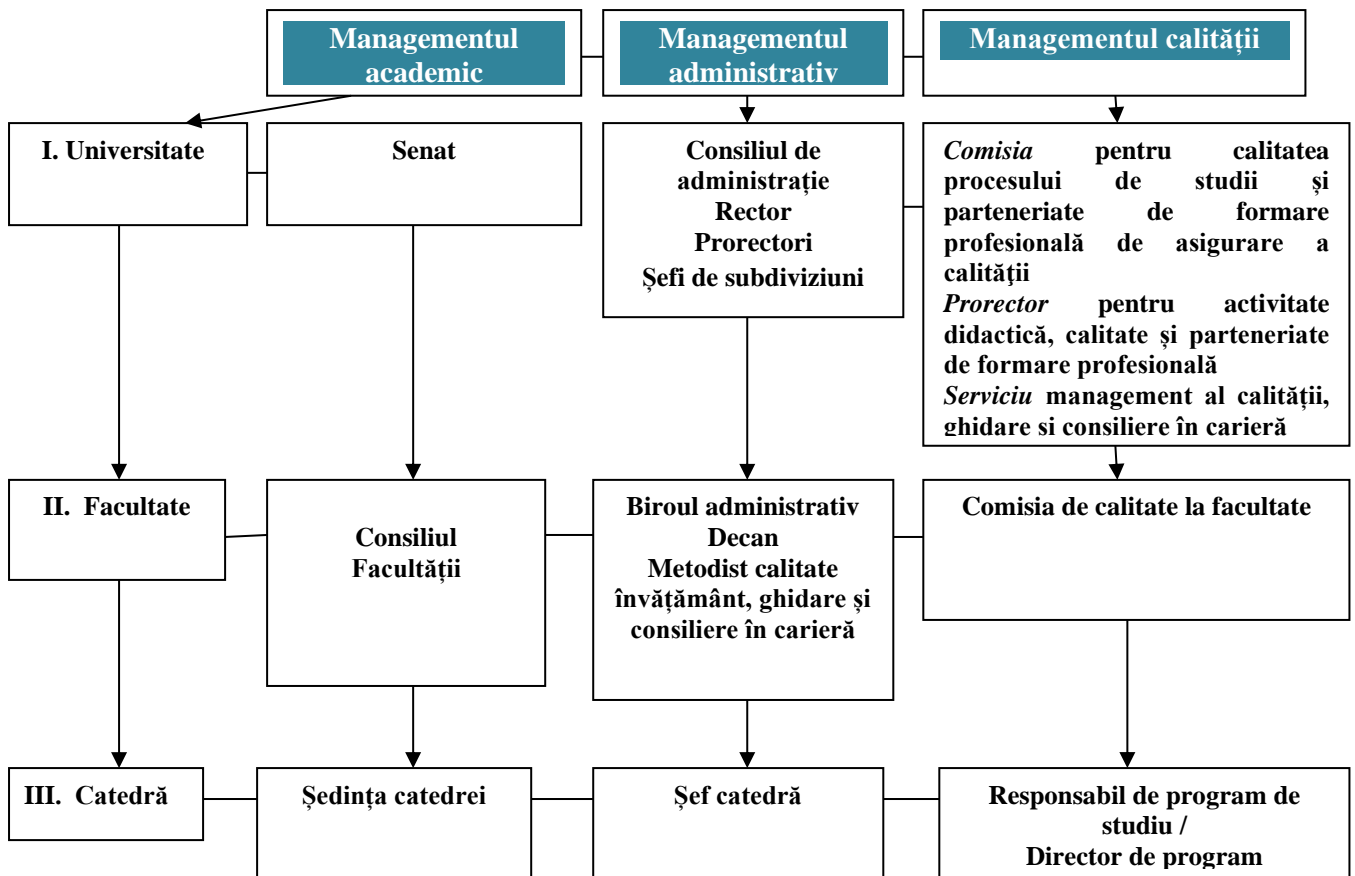 Managementul
academic
Managementul
administrativ
Managementul calității
I. Universitate
Senat
Consiliul de
administrație
Rector
Prorectori
Șefi de subdiviziuni
Comisia pentru calitatea
procesului de studii și
parteneriate de formare
profesională de asigurare a
calităţii
Prorector pentru activitate
didactică, calitate și parteneriate
de formare profesională
Serviciu management al calității,
ghidare si consiliere în carieră
II. Facultate
Consiliul
Facultății
Biroul administrativ
Decan
Metodist calitate
învățământ, ghidare și
consiliere în carieră
Comisia de calitate la facultate
III. Catedră
Ședința catedrei
Șef catedră
Responsabil de program de
studiu /
Director de program